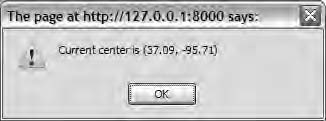 The page at http://127.0.0.1:8000 says:
Current center is (37.09, -95.71)
OK